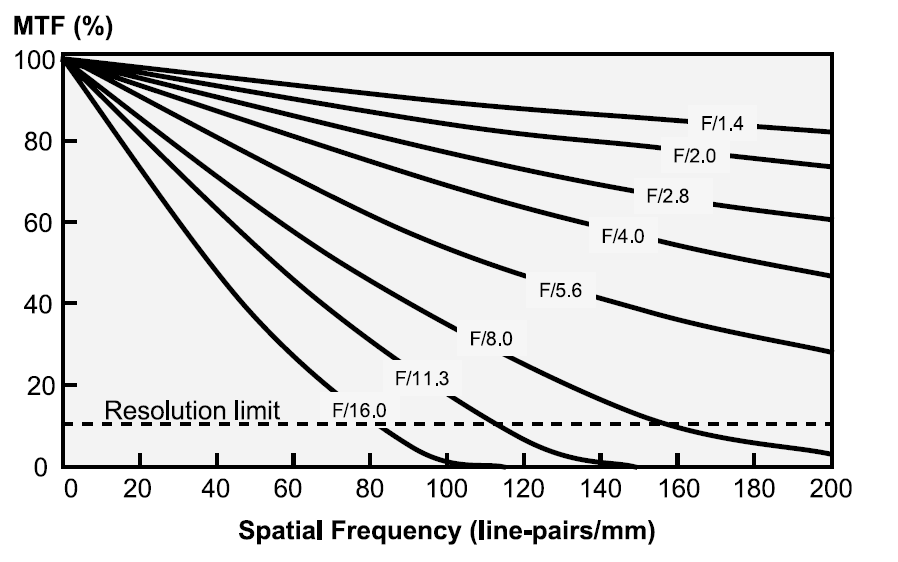 MTF (%)
100
80
60
40
20
0
F/1.4
F/2.0
F/2.8
F/4.0
F/5.6
F/8.0
F/11.3
F/16.0
Resolution limit
0 20 40 60 80 100 120 140 160 180 200
Spatial Frequency (line-pairs/mm)